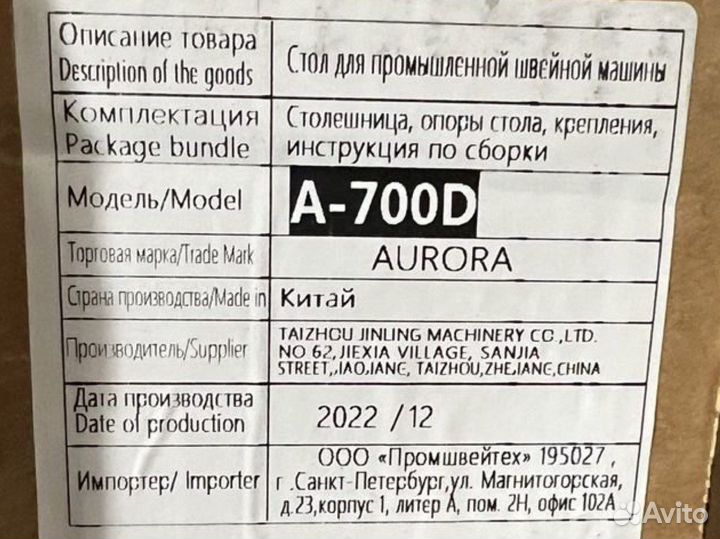 Описание товара
Description of the goods
Стол для промышленной швейной машины
Комплектация
Package bundle
Столешница, опоры стола, крепления,
инструкция по сборки
Модель/Model
A-700D
Торговая марка/Trade Mark
AURORA
Страна производства/Made in
Китай
Производитель/Supplier
TAIZHOU JINLING MACHINERY CO.,LTD.
NO 62,JIEXIA VILLAGE, SANJIA
STREET,JIAOJIANG, TAIZHOU,ZHEJIANG,CHINA
Дата производства
Date of production
2022 /12
Импортер/ Importer
ООО «Промшвейтех» 195027 ,
г .Санкт-Петербург,ул. Магнитогорская,
д.23,корпус 1, литер А, пом. 2Н, офис 102А
Avito